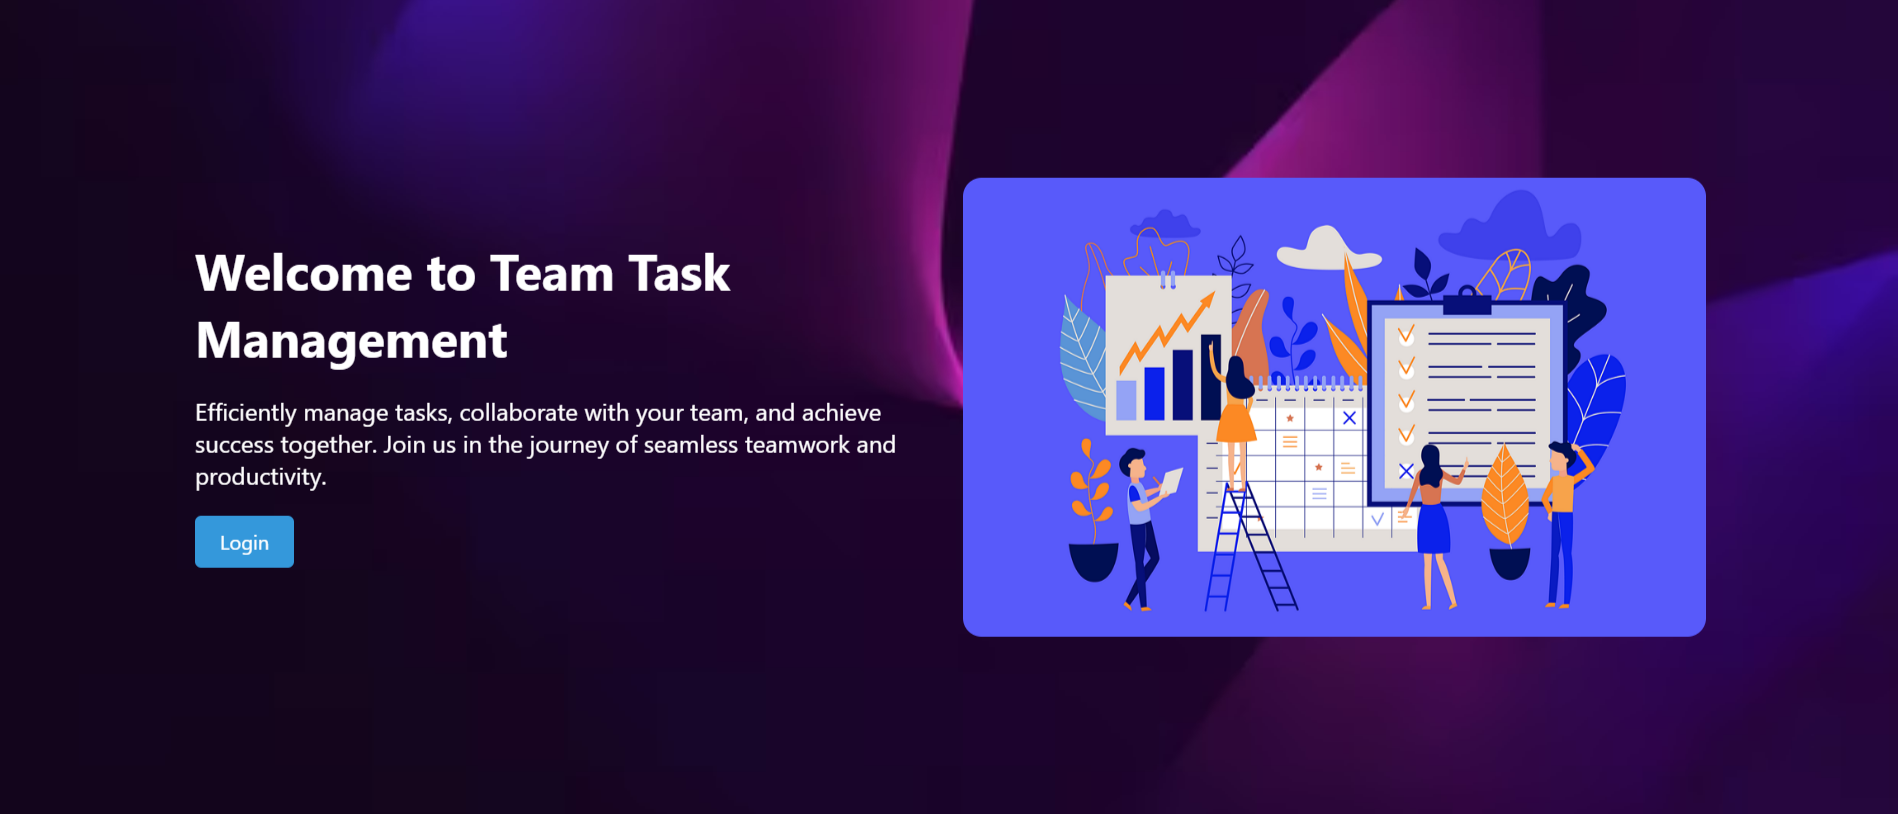 Welcome to Team Task
Management
Efficiently manage tasks, collaborate with your team, and achieve
success together. Join us in the journey of seamless teamwork and
productivity.
Login